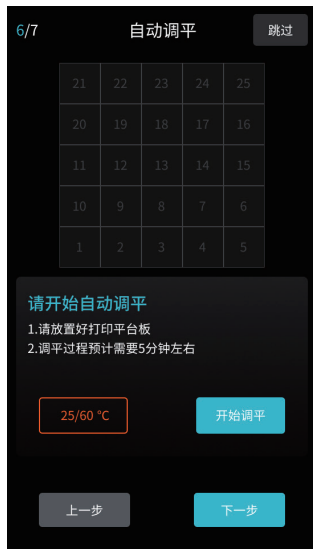 6/7 自动调平 跳过
21 22 23 24 25
20 19 18 17 16
11 12 13 14 15
10 9 8 7 6
1 2 3 4 5
请开始自动调平
1.请放置好打印平台板
2.调平过程预计需要5分钟左右
25/60 ℃ 开始调平
上一步 下一步